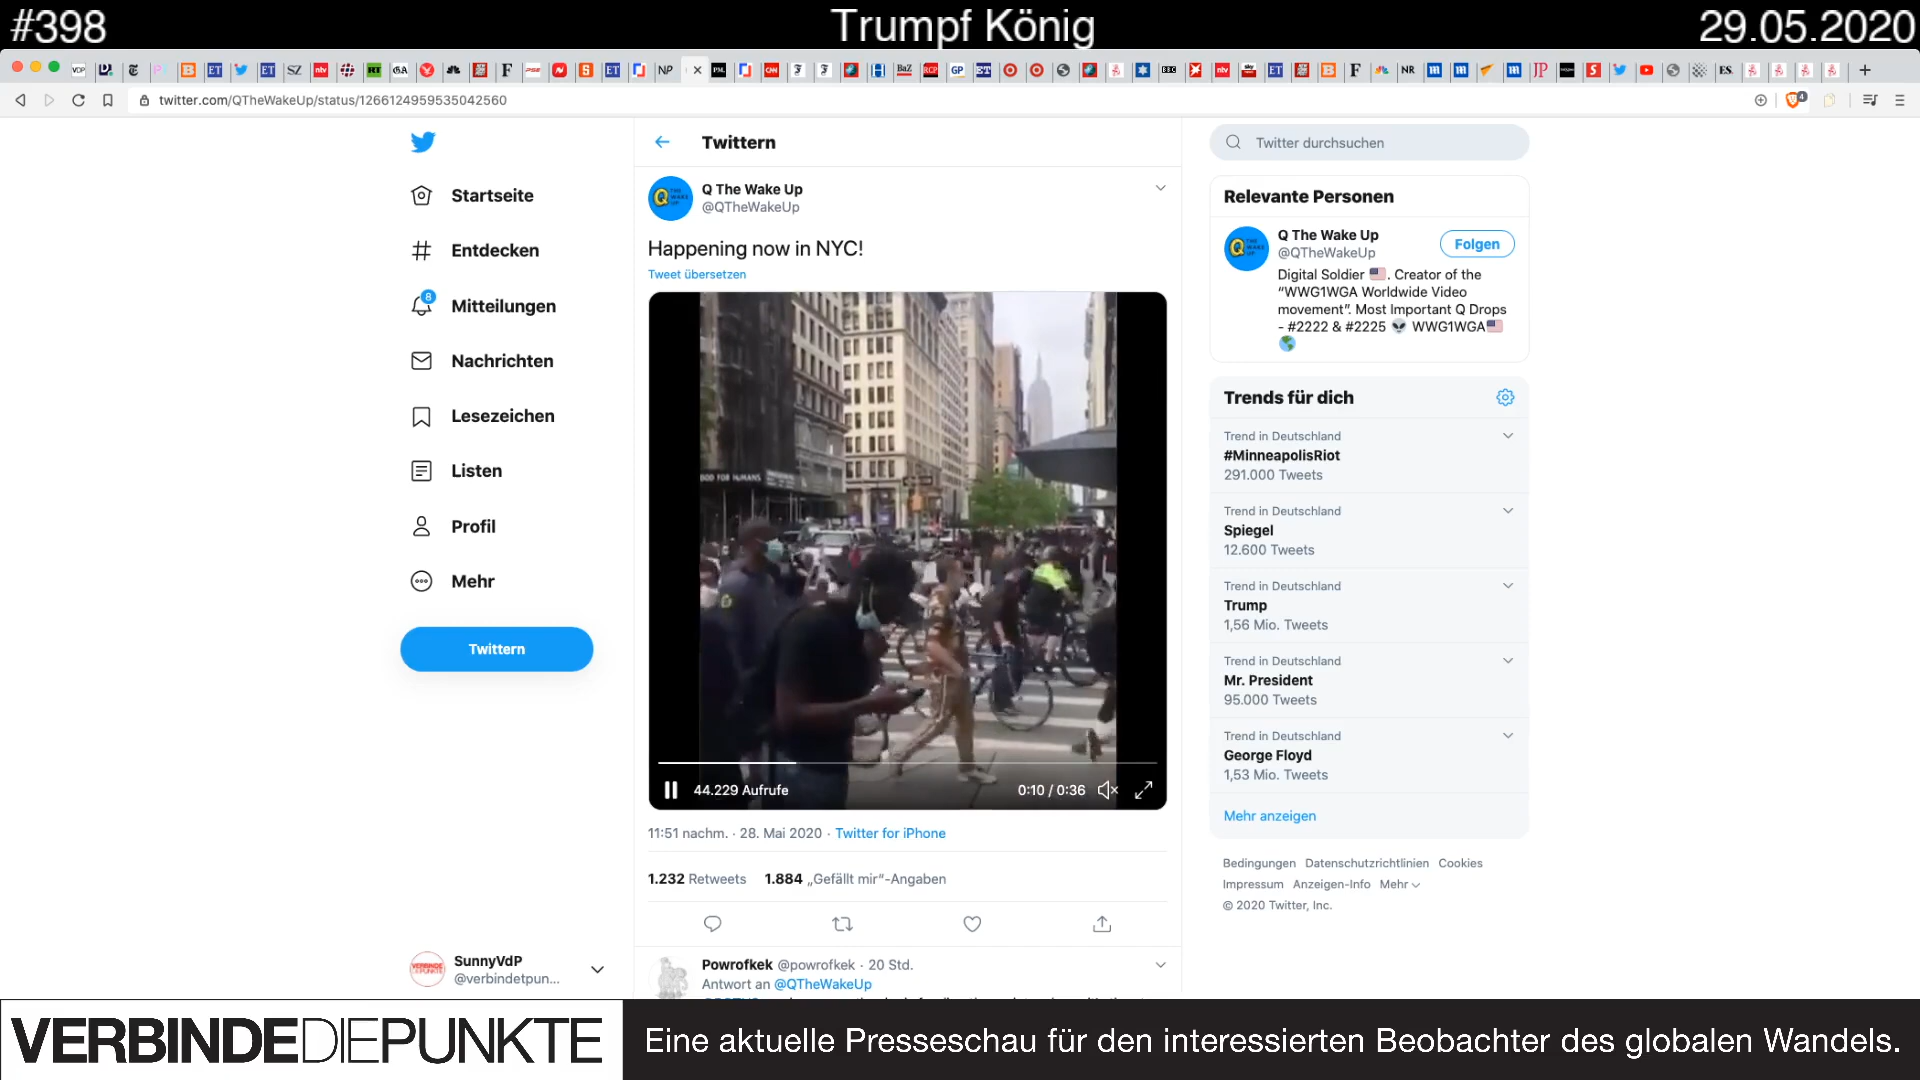 #398
Trumpf König
29.05.2020
twitter.com/QTheWakeUp/status/1266124959535042560
Startseite
Entdecken
8
Mitteilungen
Nachrichten
Lesezeichen
Listen
Profil
Mehr
Twittern
SunnyVdP
@verbindetpun...
Twittern
Q The Wake Up
@QTheWakeUp
Happening now in NYC!
Tweet übersetzen
44.229 Aufrufe
0:10 / 0:36
11:51 nachm. · 28. Mai 2020 · Twitter for iPhone
1.232 Retweets 1.884 „Gefällt mir“-Angaben
Powrofkek @powrofkek · 20 Std.
Antwort an @QTheWakeUp
Twitter durchsuchen
Relevante Personen
Q The Wake Up
@QTheWakeUp
Folgen
Digital Soldier 🇺🇸. Creator of the
“WWG1WGA Worldwide Video
movement”. Most Important Q Drops
- #2222 & #2225 👽 WWG1WGA🇺🇸
🌎
Trends für dich
Trend in Deutschland
#MinneapolisRiot
291.000 Tweets
Trend in Deutschland
Spiegel
12.600 Tweets
Trend in Deutschland
Trump
1,56 Mio. Tweets
Trend in Deutschland
Mr. President
95.000 Tweets
Trend in Deutschland
George Floyd
1,53 Mio. Tweets
Mehr anzeigen
Bedingungen Datenschutzrichtlinien Cookies
Impressum Anzeigen-Info Mehr
© 2020 Twitter, Inc.
VERBINDEDIEPUNKTE
Eine aktuelle Presseschau für den interessierten Beobachter des globalen Wandels.